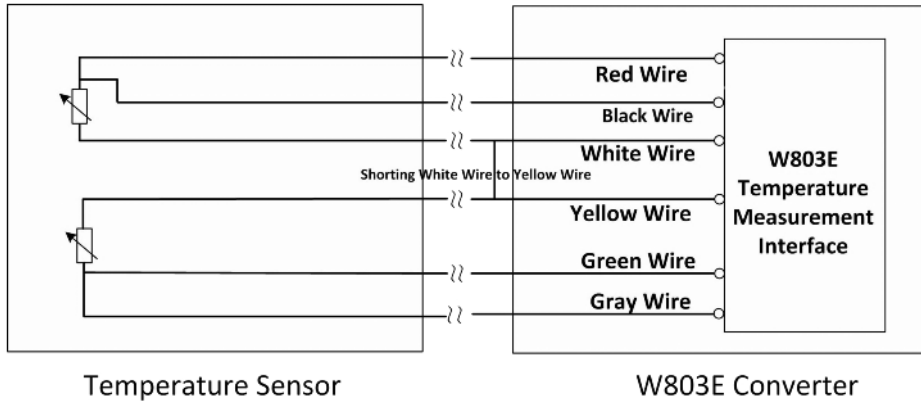 Red Wire
Black Wire
White Wire
Shorting White Wire to Yellow Wire
Yellow Wire
Green Wire
Gray Wire
W803E
Temperature
Measurement
Interface
Temperature Sensor
W803E Converter